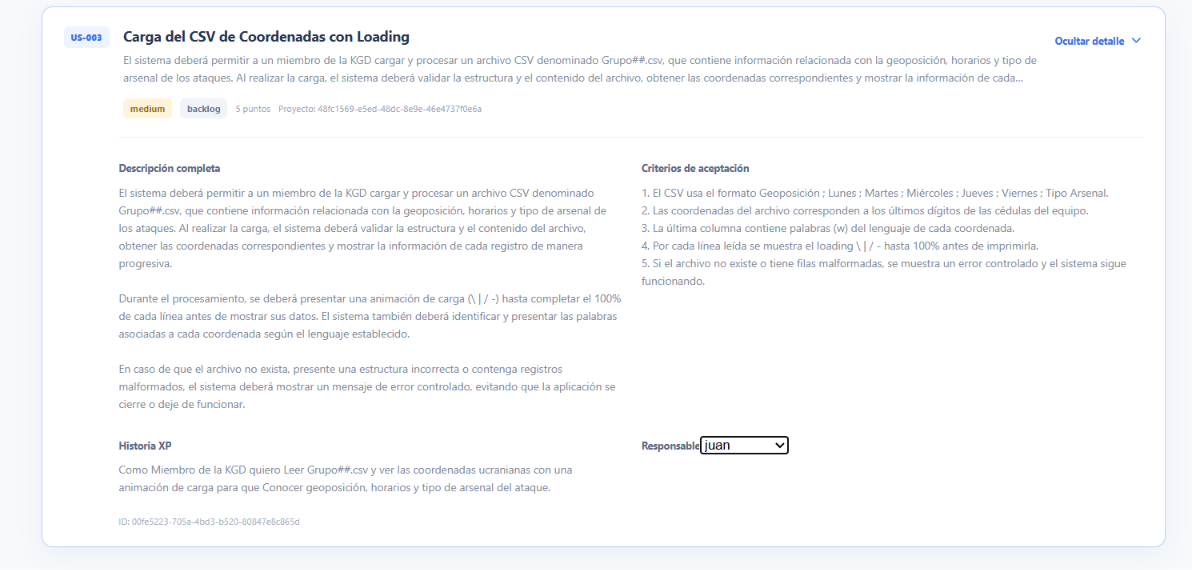 US-003
Carga del CSV de Coordenadas con Loading
Ocultar detalle
El sistema deberá permitir a un miembro de la KGD cargar y procesar un archivo CSV denominado Grupo##.csv, que contiene información relacionada con la geoposición, horarios y tipo de
arsenal de los ataques. Al realizar la carga, el sistema deberá validar la estructura y el contenido del archivo, obtener las coordenadas correspondientes y mostrar la información de cada...
medium
backlog
5 puntos
Proyecto: 48fc1569-e5ed-48dc-8e9e-46e4737f0e6a
Descripción completa
El sistema deberá permitir a un miembro de la KGD cargar y procesar un archivo CSV denominado
Grupo##.csv, que contiene información relacionada con la geoposición, horarios y tipo de arsenal de
los ataques. Al realizar la carga, el sistema deberá validar la estructura y el contenido del archivo,
obtener las coordenadas correspondientes y mostrar la información de cada registro de manera
progresiva.
Durante el procesamiento, se deberá presentar una animación de carga (\ | / -) hasta completar el 100%
de cada línea antes de mostrar sus datos. El sistema también deberá identificar y presentar las palabras
asociadas a cada coordenada según el lenguaje establecido.
En caso de que el archivo no exista, presente una estructura incorrecta o contenga registros
malformados, el sistema deberá mostrar un mensaje de error controlado, evitando que la aplicación se
cierre o deje de funcionar.
Criterios de aceptación
1. El CSV usa el formato Geoposición ; Lunes ; Martes ; Miércoles ; Jueves ; Viernes ; Tipo Arsenal.
2. Las coordenadas del archivo corresponden a los últimos dígitos de las cédulas del equipo.
3. La última columna contiene palabras (w) del lenguaje de cada coordenada.
4. Por cada línea leída se muestra el loading \ | / - hasta 100% antes de imprimirla.
5. Si el archivo no existe o tiene filas malformadas, se muestra un error controlado y el sistema sigue
funcionando.
Historia XP
Como Miembro de la KGD quiero Leer Grupo##.csv y ver las coordenadas ucranianas con una
animación de carga para que Conocer geoposición, horarios y tipo de arsenal del ataque.
Responsable
juan
ID: 00fe5223-705a-4bd3-b520-80847e8c865d